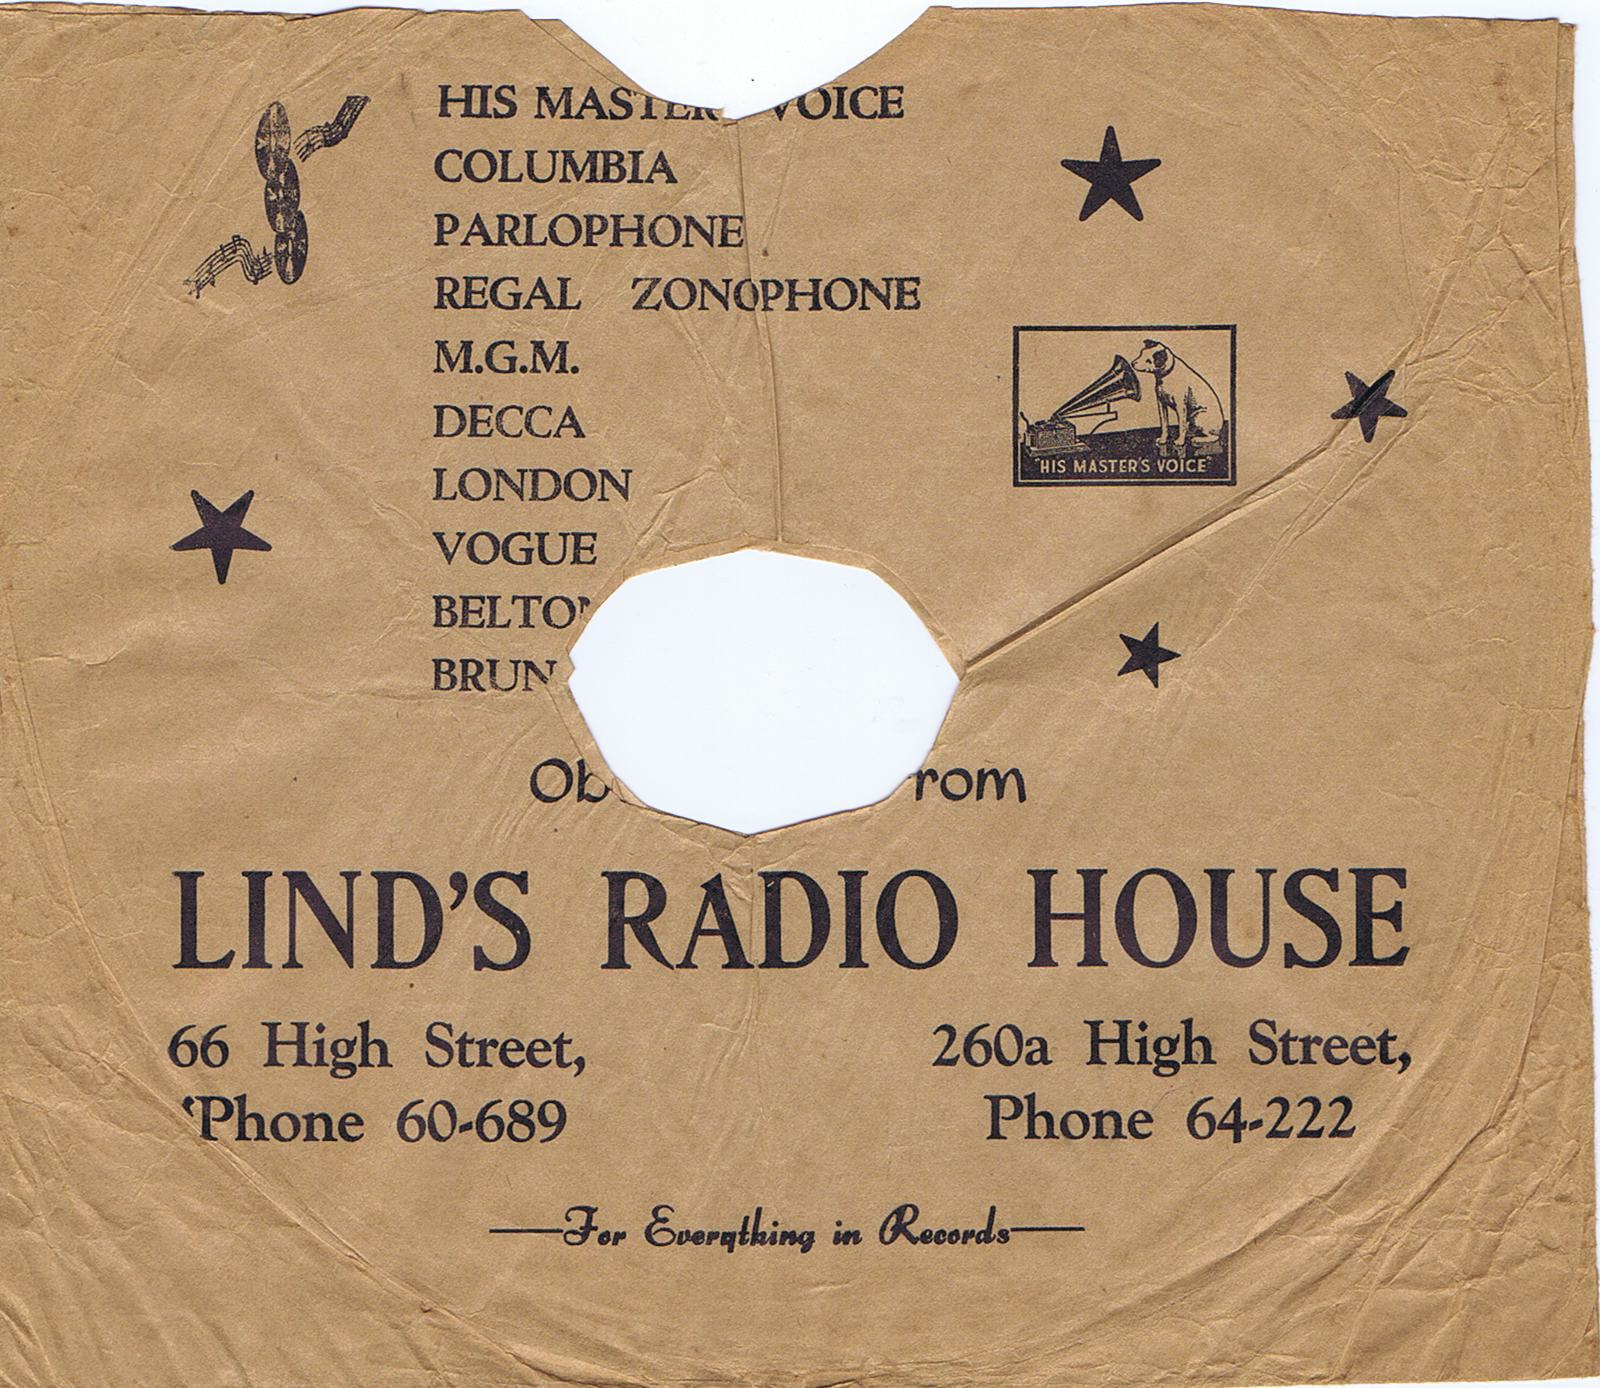 HIS MASTER VOICE
COLUMBIA
PARLOPHONE
REGAL ZONOPHONE
M.G.M.
DECCA
LONDON
VOGUE
BELTO
BRUN
"HIS MASTER'S VOICE"
Ob rom
LIND'S RADIO HOUSE
66 High Street,
'Phone 60-689
260a High Street,
Phone 64-222
For Everything in Records